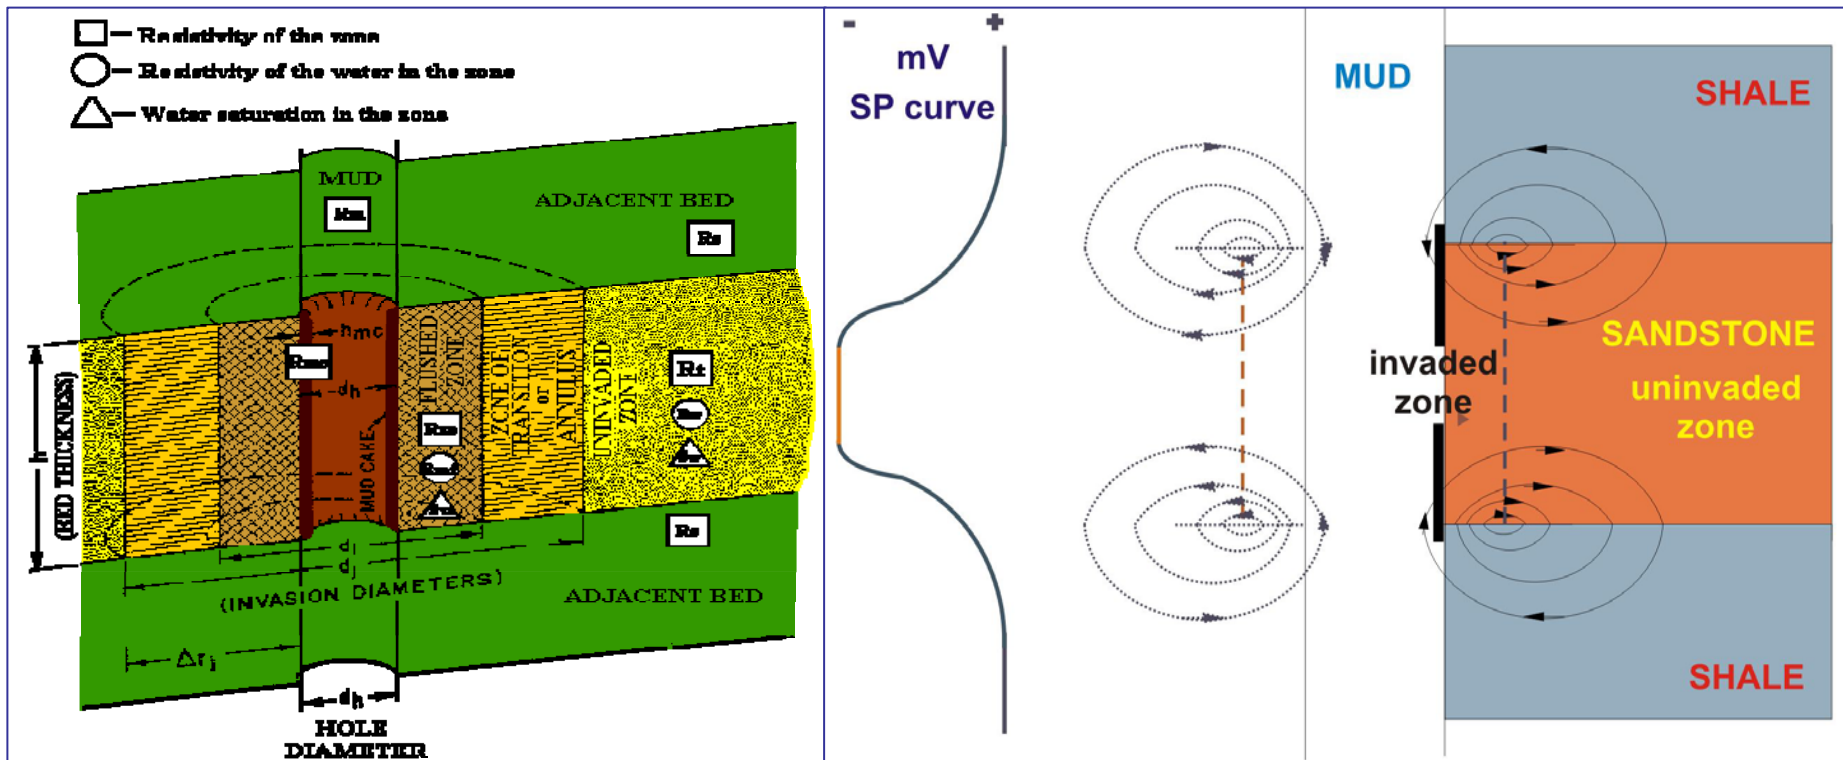 Resistivity of the zone
Resistivity of the water in the zone
Water saturation in the zone
MUD
Rm
ADJACENT BED
Rs
hmc
Rmc
dh
FLUSHED
ZONE
ZONE OF
TRANSITION
or
ANNULUS
UNINVADED
ZONE
Rt
Rw
Sw
Rxo
Rmf
MUD CAKE
h
(BED THICKNESS)
di
dj
(INVASION DIAMETERS)
Rs
ADJACENT BED
Δrj
dh
HOLE
DIAMETER
- +
mV
SP curve
MUD
SHALE
invaded
zone
SANDSTONE
uninvaded
zone
SHALE